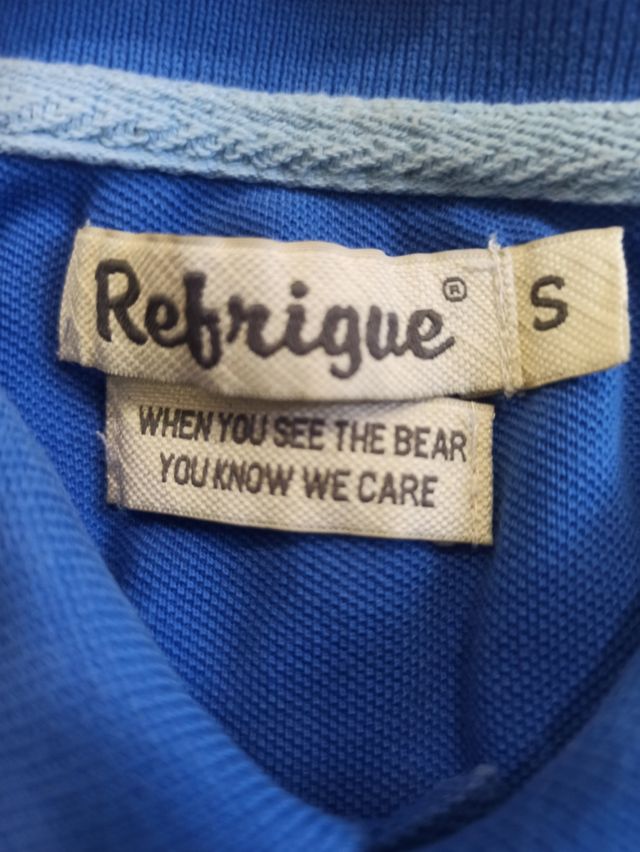 Refrigue® S
WHEN YOU SEE THE BEAR
YOU KNOW WE CARE